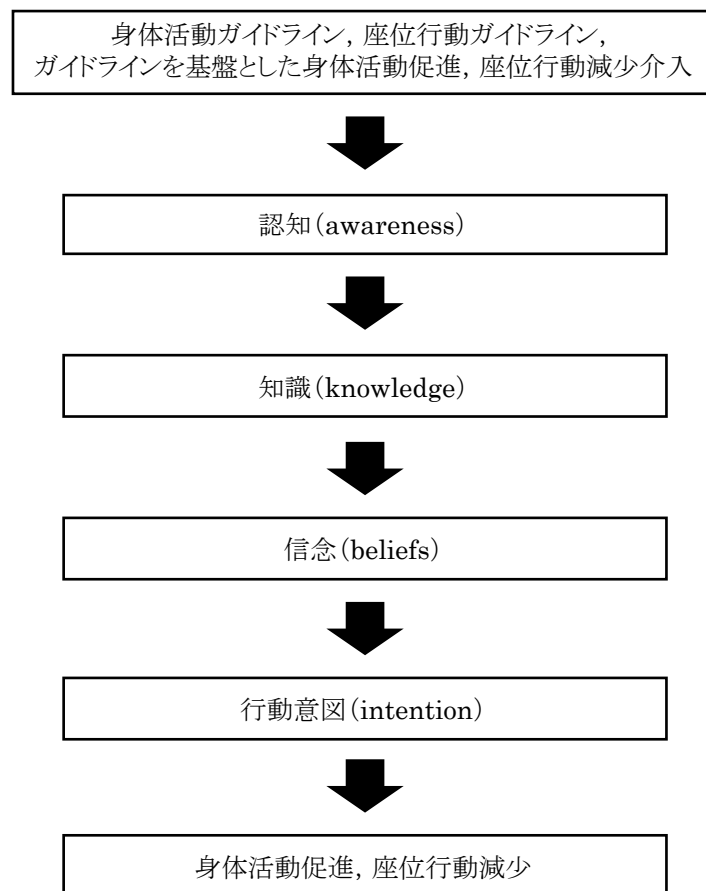 身体活動ガイドライン, 座位行動ガイドライン,
ガイドラインを基盤とした身体活動促進, 座位行動減少介入
認知(awareness)
知識(knowledge)
信念(beliefs)
行動意図(intention)
身体活動促進, 座位行動減少